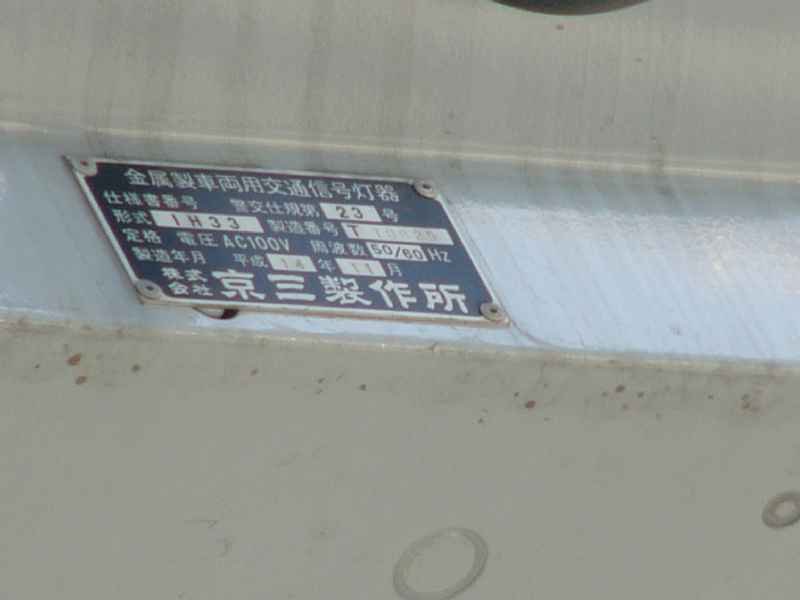 金属製車両用交通信号灯器
仕様書番号 警交仕規第 23 号
形式 1H33 製造番号 T
定格 電圧 AC100V 周波数 50/60 Hz
製造年月 平成 14 年 11 月
株式会社 京三製作所